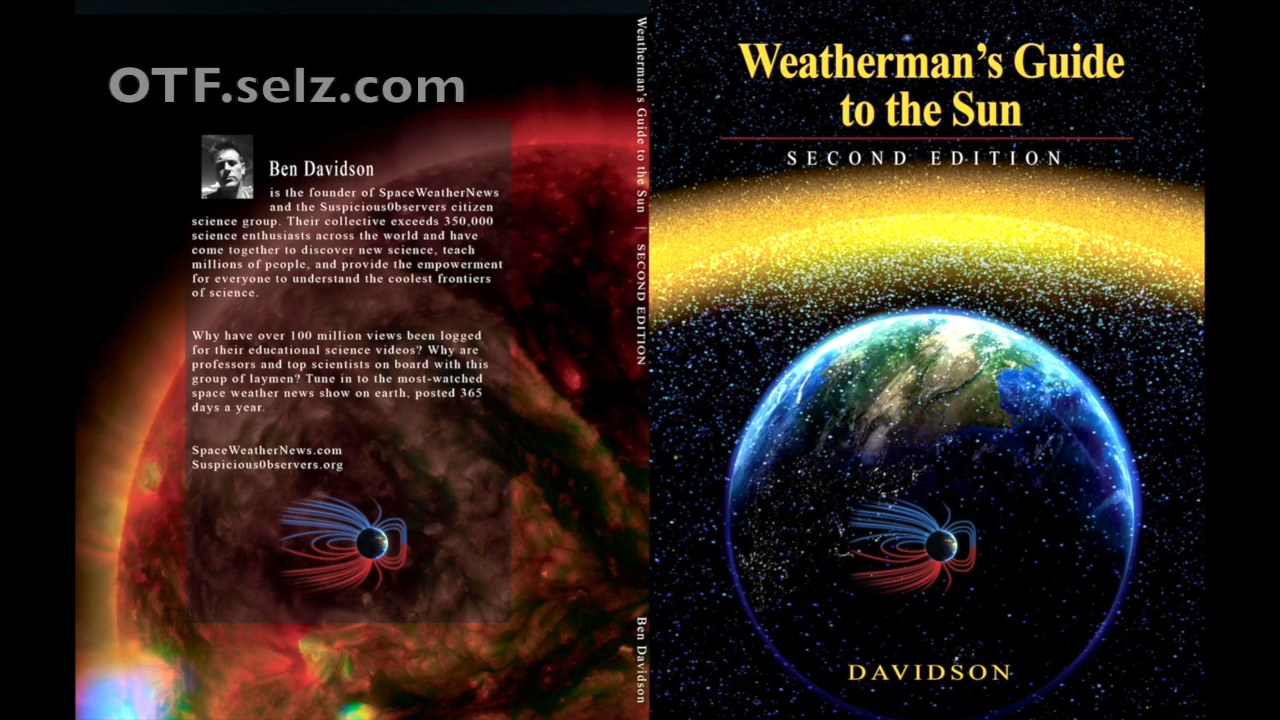 OTF.selz.com
Ben Davidson
is the founder of SpaceWeatherNews
and the Suspicious0bservers citizen
science group. Their collective exceeds 350,000
science enthusiasts across the world and have
come together to discover new science, teach
millions of people, and provide the empowerment
for everyone to understand the coolest frontiers
of science.
Why have over 100 million views been logged
for their educational science videos? Why are
professors and top scientists on board with this
group of laymen? Tune in to the most-watched
space weather news show on earth, posted 365
days a year.
SpaceWeatherNews.com
Suspicious0bservers.org
Weatherman's Guide to the Sun | SECOND EDITION
Ben Davidson
Weatherman's Guide
to the Sun
SECOND EDITION
DAVIDSON